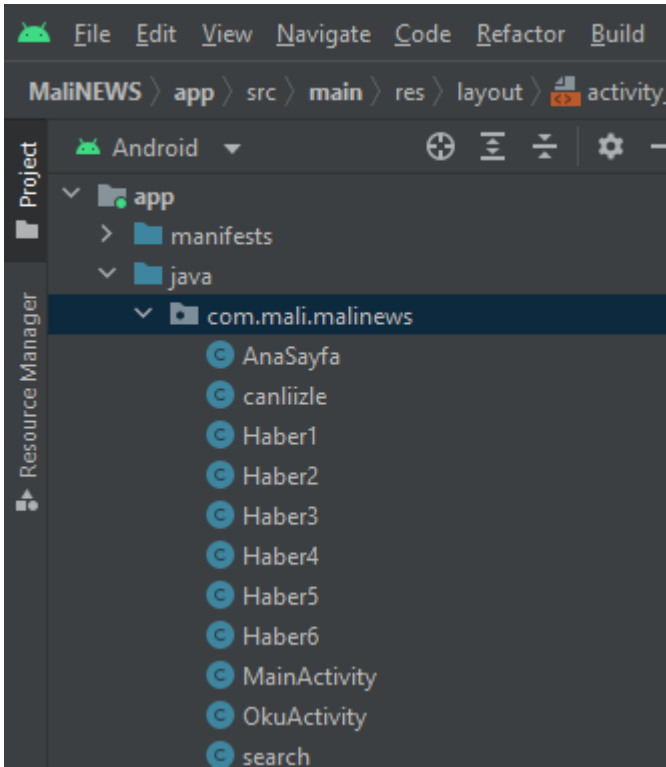 File Edit View Navigate Code Refactor Build
MaliNEWS app src main res layout activity_
Android
Project
app
manifests
java
com.mali.malinews
Resource Manager
AnaSayfa
canliizle
Haber1
Haber2
Haber3
Haber4
Haber5
Haber6
MainActivity
OkuActivity
search